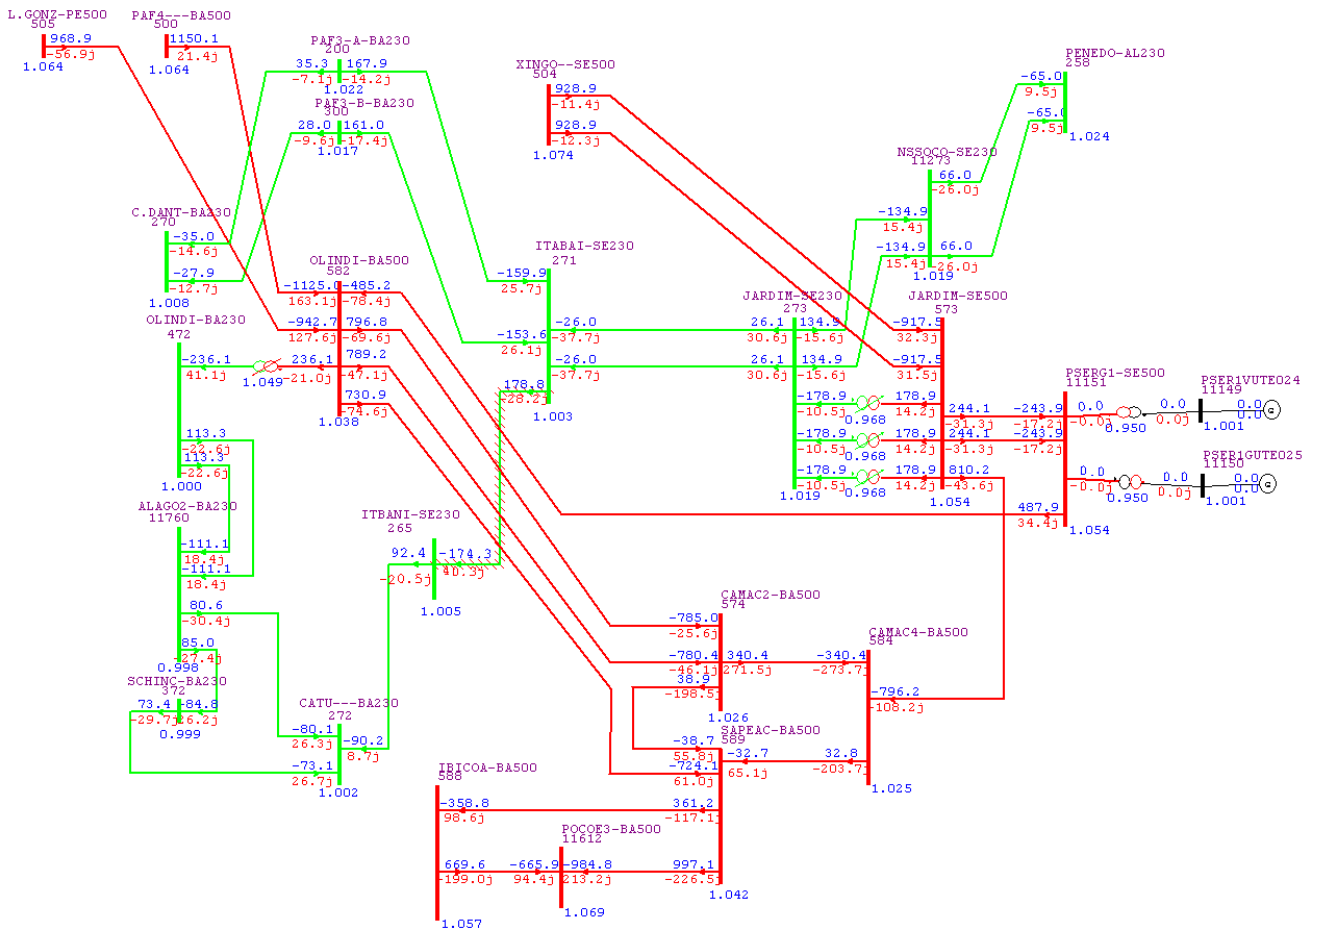 L.GONZ-PE500
505
968.9
-56.9j
1.064
PAF4---BA500
500
1150.1
21.4j
1.064
PAF3-A-BA230
200
35.3
167.9
-7.1j
-14.2j
1.022
PAF3-B-BA230
300
28.0
161.0
-9.6j
-17.4j
1.017
XINGO--SE500
504
928.9
-11.4j
928.9
-12.3j
1.074
PENEDO-AL230
258
-65.0
9.5j
-65.0
9.5j
1.024
NSSOCO-SE230
11273
66.0
-26.0j
-134.9
15.4j
-134.9
66.0
15.4j
-26.0j
1.019
C.DANT-BA230
270
-35.0
-14.6j
-27.9
-12.7j
1.008
OLINDI-BA500
582
-1125.0
-485.2
163.1j
-78.4j
-942.7
796.8
127.6j
-69.6j
236.1
789.2
-21.0j
-47.1j
730.9
-74.6j
1.038
1.049
ITABAI-SE230
271
-159.9
25.7j
-153.6
26.1j
-26.0
-37.7j
-26.0
-37.7j
178.8
-28.2j
1.003
JARDIM-SE230
273
26.1
134.9
30.6j
-15.6j
26.1
134.9
30.6j
-15.6j
-178.9
-10.5j
-178.9
-10.5j
-178.9
-10.5j
1.019
0.968
0.968
0.968
JARDIM-SE500
573
-917.5
32.3j
-917.5
31.5j
178.9
14.2j
178.9
14.2j
178.9
14.2j
244.1
-31.3j
244.1
-31.3j
810.2
-43.6j
1.054
PSERG1-SE500
11151
-243.9
-17.2j
-243.9
-17.2j
0.0
-0.0j
0.0
-0.0j
487.9
34.4j
1.054
0.950
0.950
PSER1VUTE024
11149
0.0
0.0j
0.0
0.0
1.001
G
PSER1GUTE025
11150
0.0
0.0j
0.0
0.0
1.001
G
OLINDI-BA230
472
-236.1
41.1j
113.3
-22.6j
113.3
-22.6j
1.000
ALAGO2-BA230
11760
-111.1
18.4j
-111.1
18.4j
80.6
-30.4j
85.0
-27.4j
0.998
SCHINC-BA230
372
73.4
-84.8
-29.7j
26.2j
0.999
CATU---BA230
272
-80.1
26.3j
-90.2
8.7j
-73.1
26.7j
1.002
ITBANI-SE230
265
92.4
-174.3
-20.5j
40.3j
1.005
CAMAC2-BA500
574
-785.0
-25.6j
-780.4
340.4
-46.1j
271.5j
38.9
-198.5j
1.026
CAMAC4-BA500
584
-340.4
-273.7j
-796.2
-108.2j
32.8
-203.7j
1.025
SAPEAC-BA500
589
-38.7
55.8j
-32.7
65.1j
-724.1
61.0j
361.2
-117.1j
997.1
-226.5j
1.042
IBICOA-BA500
588
-358.8
98.6j
669.6
-199.0j
1.057
POCOE3-BA500
11612
-665.9
-984.8
94.4j
213.2j
1.069